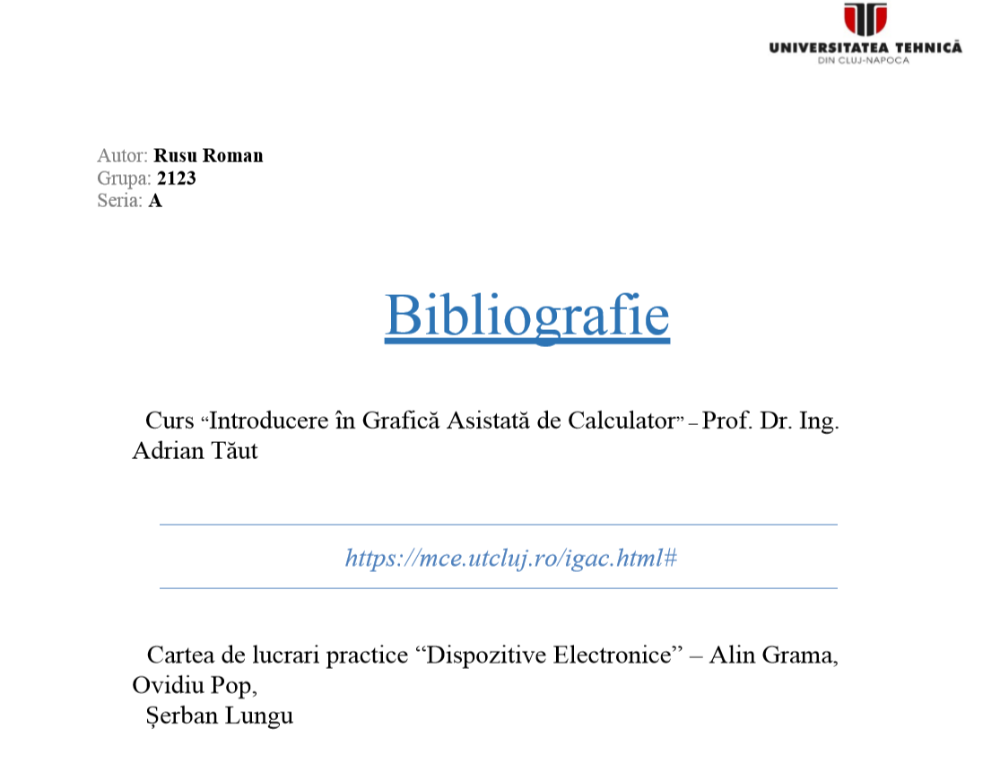 UNIVERSITATEA TEHNICĂ
DIN CLUJ-NAPOCA
Autor: Rusu Roman
Grupa: 2123
Seria: A
Bibliografie
Curs “Introducere în Grafică Asistată de Calculator” – Prof. Dr. Ing.
Adrian Tăut
https://mce.utcluj.ro/igac.html#
Cartea de lucrari practice “Dispozitive Electronice” – Alin Grama,
Ovidiu Pop,
Șerban Lungu